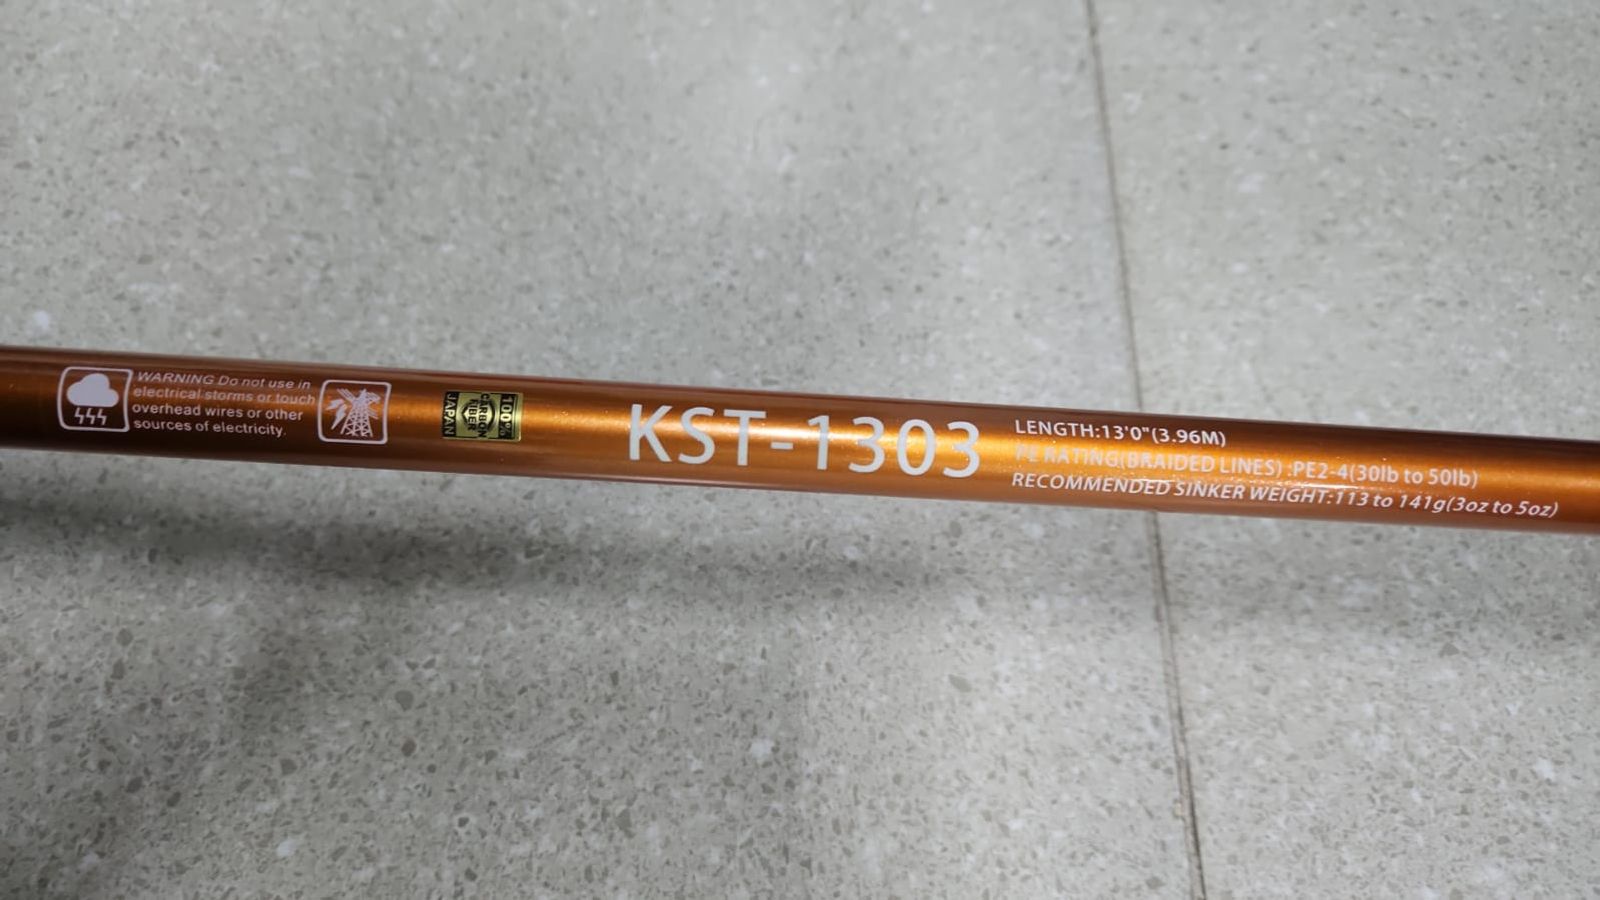 WARNING Do not use in
electrical storms or touch
overhead wires or other
sources of electricity.
100%
CARBON
FIBER
JAPAN
KST-1303
LENGTH:13'0"(3.96M)
PE RATING(BRAIDED LINES) :PE2-4(30lb to 50lb)
RECOMMENDED SINKER WEIGHT:113 to 141g(3oz to 5oz)